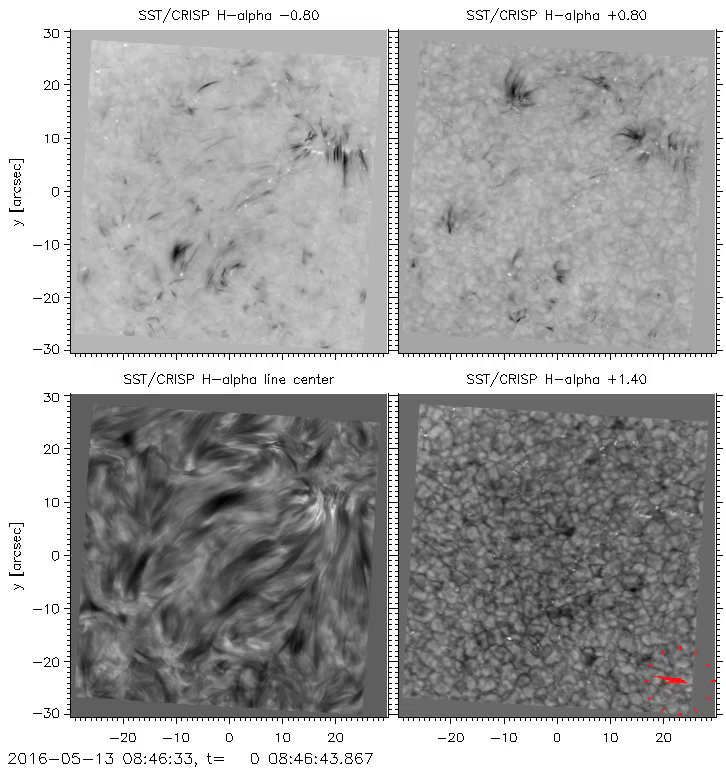 SST/CRISP H-alpha -0.80
SST/CRISP H-alpha +0.80
30
20
10
0
-10
-20
-30
y [arcsec]
SST/CRISP H-alpha line center
SST/CRISP H-alpha +1.40
30
20
10
0
-10
-20
-30
y [arcsec]
-20 -10 0 10 20
-20 -10 0 10 20
2016-05-13 08:46:33, t= 0 08:46:43.867